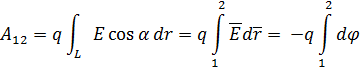 A₁₂ = q ∫_L E cos α dr = q ∫₁² E̅dr̅ = −q ∫₁² dφ